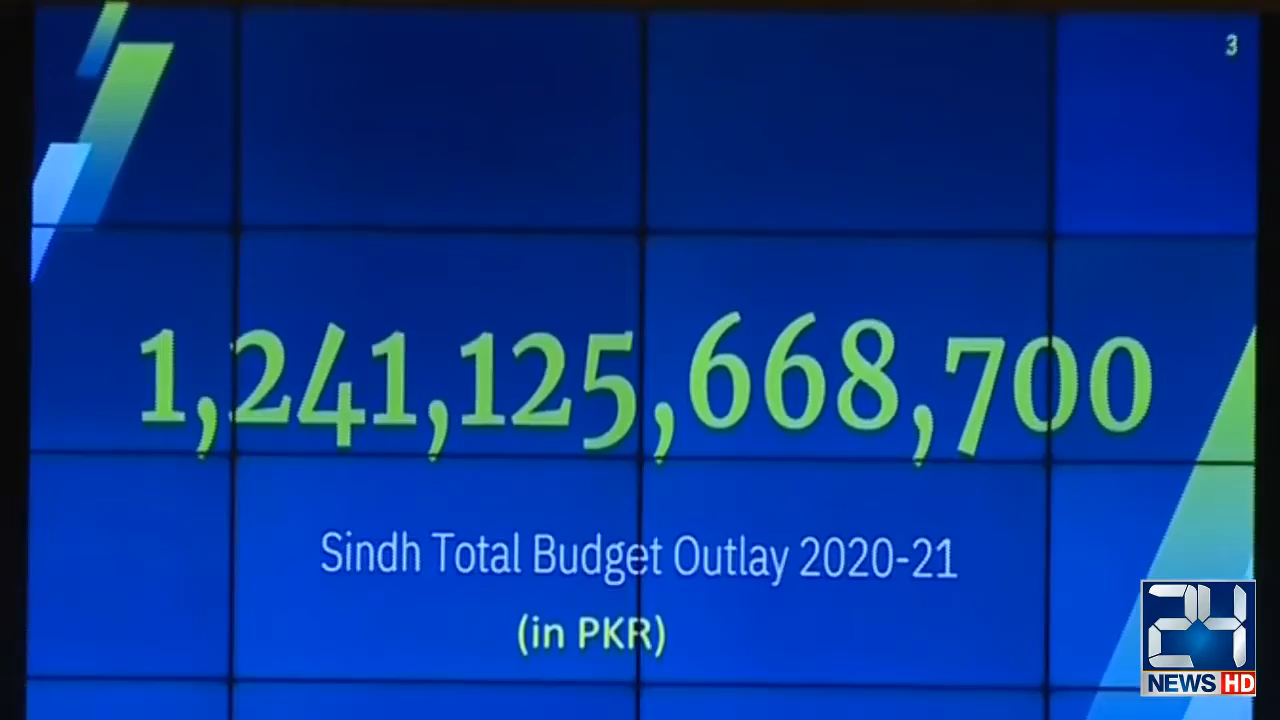 3
1,241,125,668,700
Sindh Total Budget Outlay 2020-21
(in PKR)
24
NEWS HD